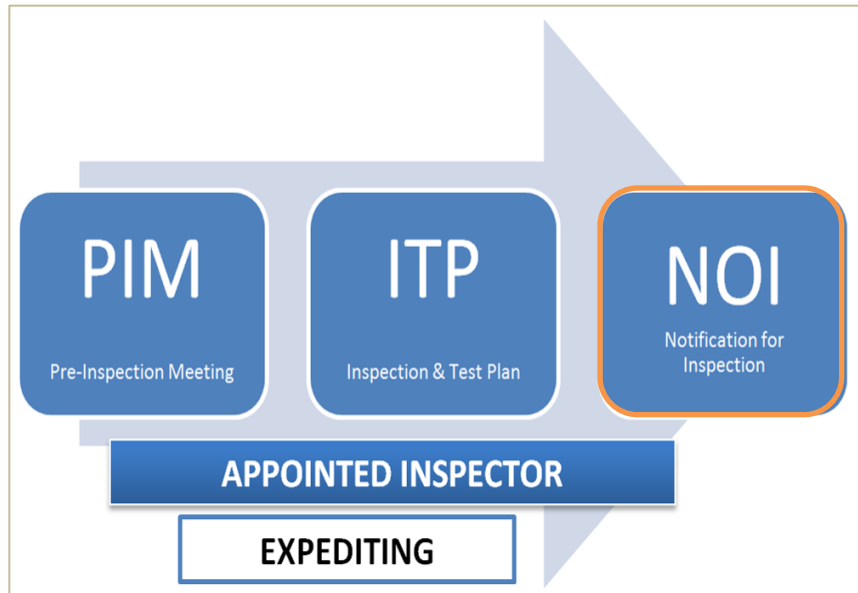 PIM
Pre-Inspection Meeting
ITP
Inspection & Test Plan
NOI
Notification for
Inspection
APPOINTED INSPECTOR
EXPEDITING